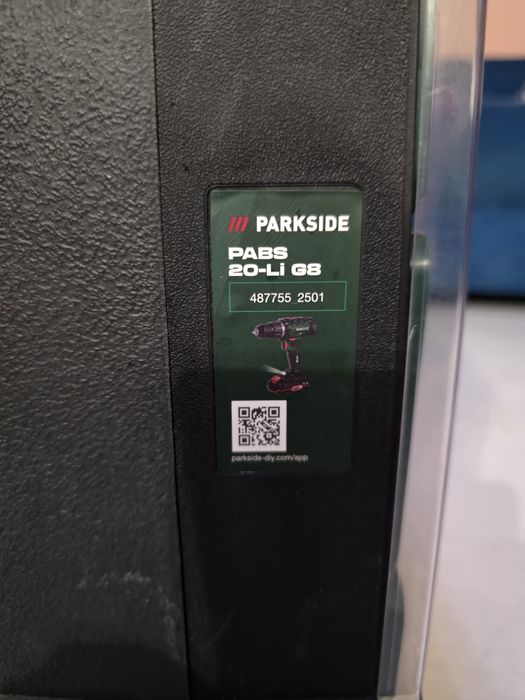 PARKSIDE
PABS
20-Li G8
487755 2501
parkside-diy.com/app